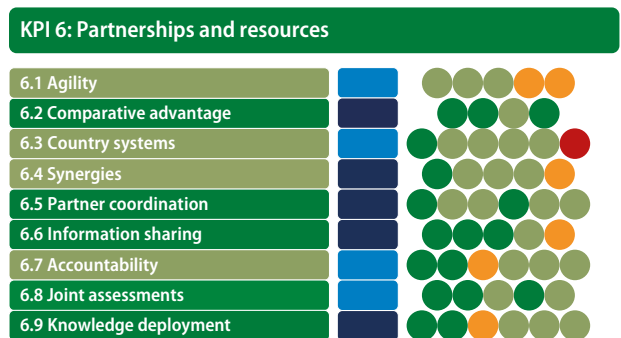 KPI 6: Partnerships and resources
6.1 Agility
6.2 Comparative advantage
6.3 Country systems
6.4 Synergies
6.5 Partner coordination
6.6 Information sharing
6.7 Accountability
6.8 Joint assessments
6.9 Knowledge deployment